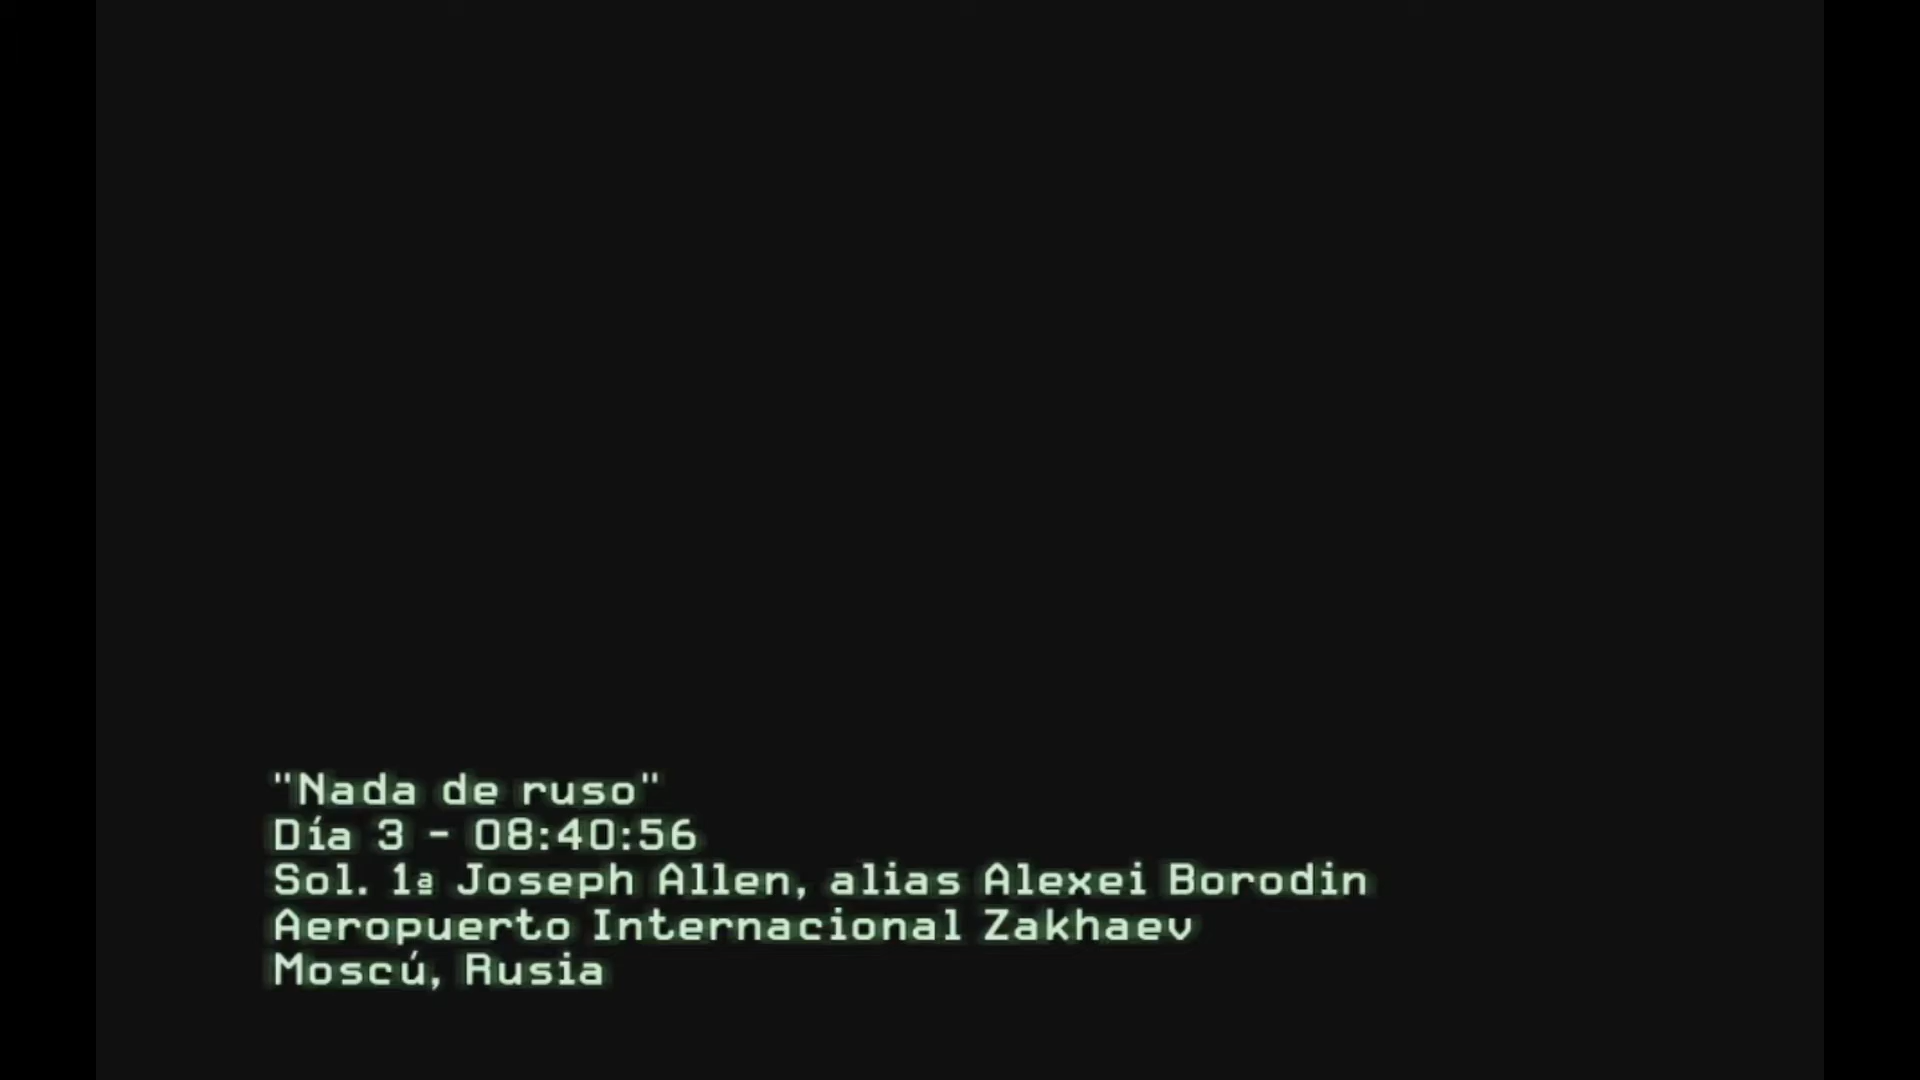 "Nada de ruso"
Día 3 - 08:40:56
Sol. 1ª Joseph Allen, alias Alexei Borodin
Aeropuerto Internacional Zakhaev
Moscú, Rusia